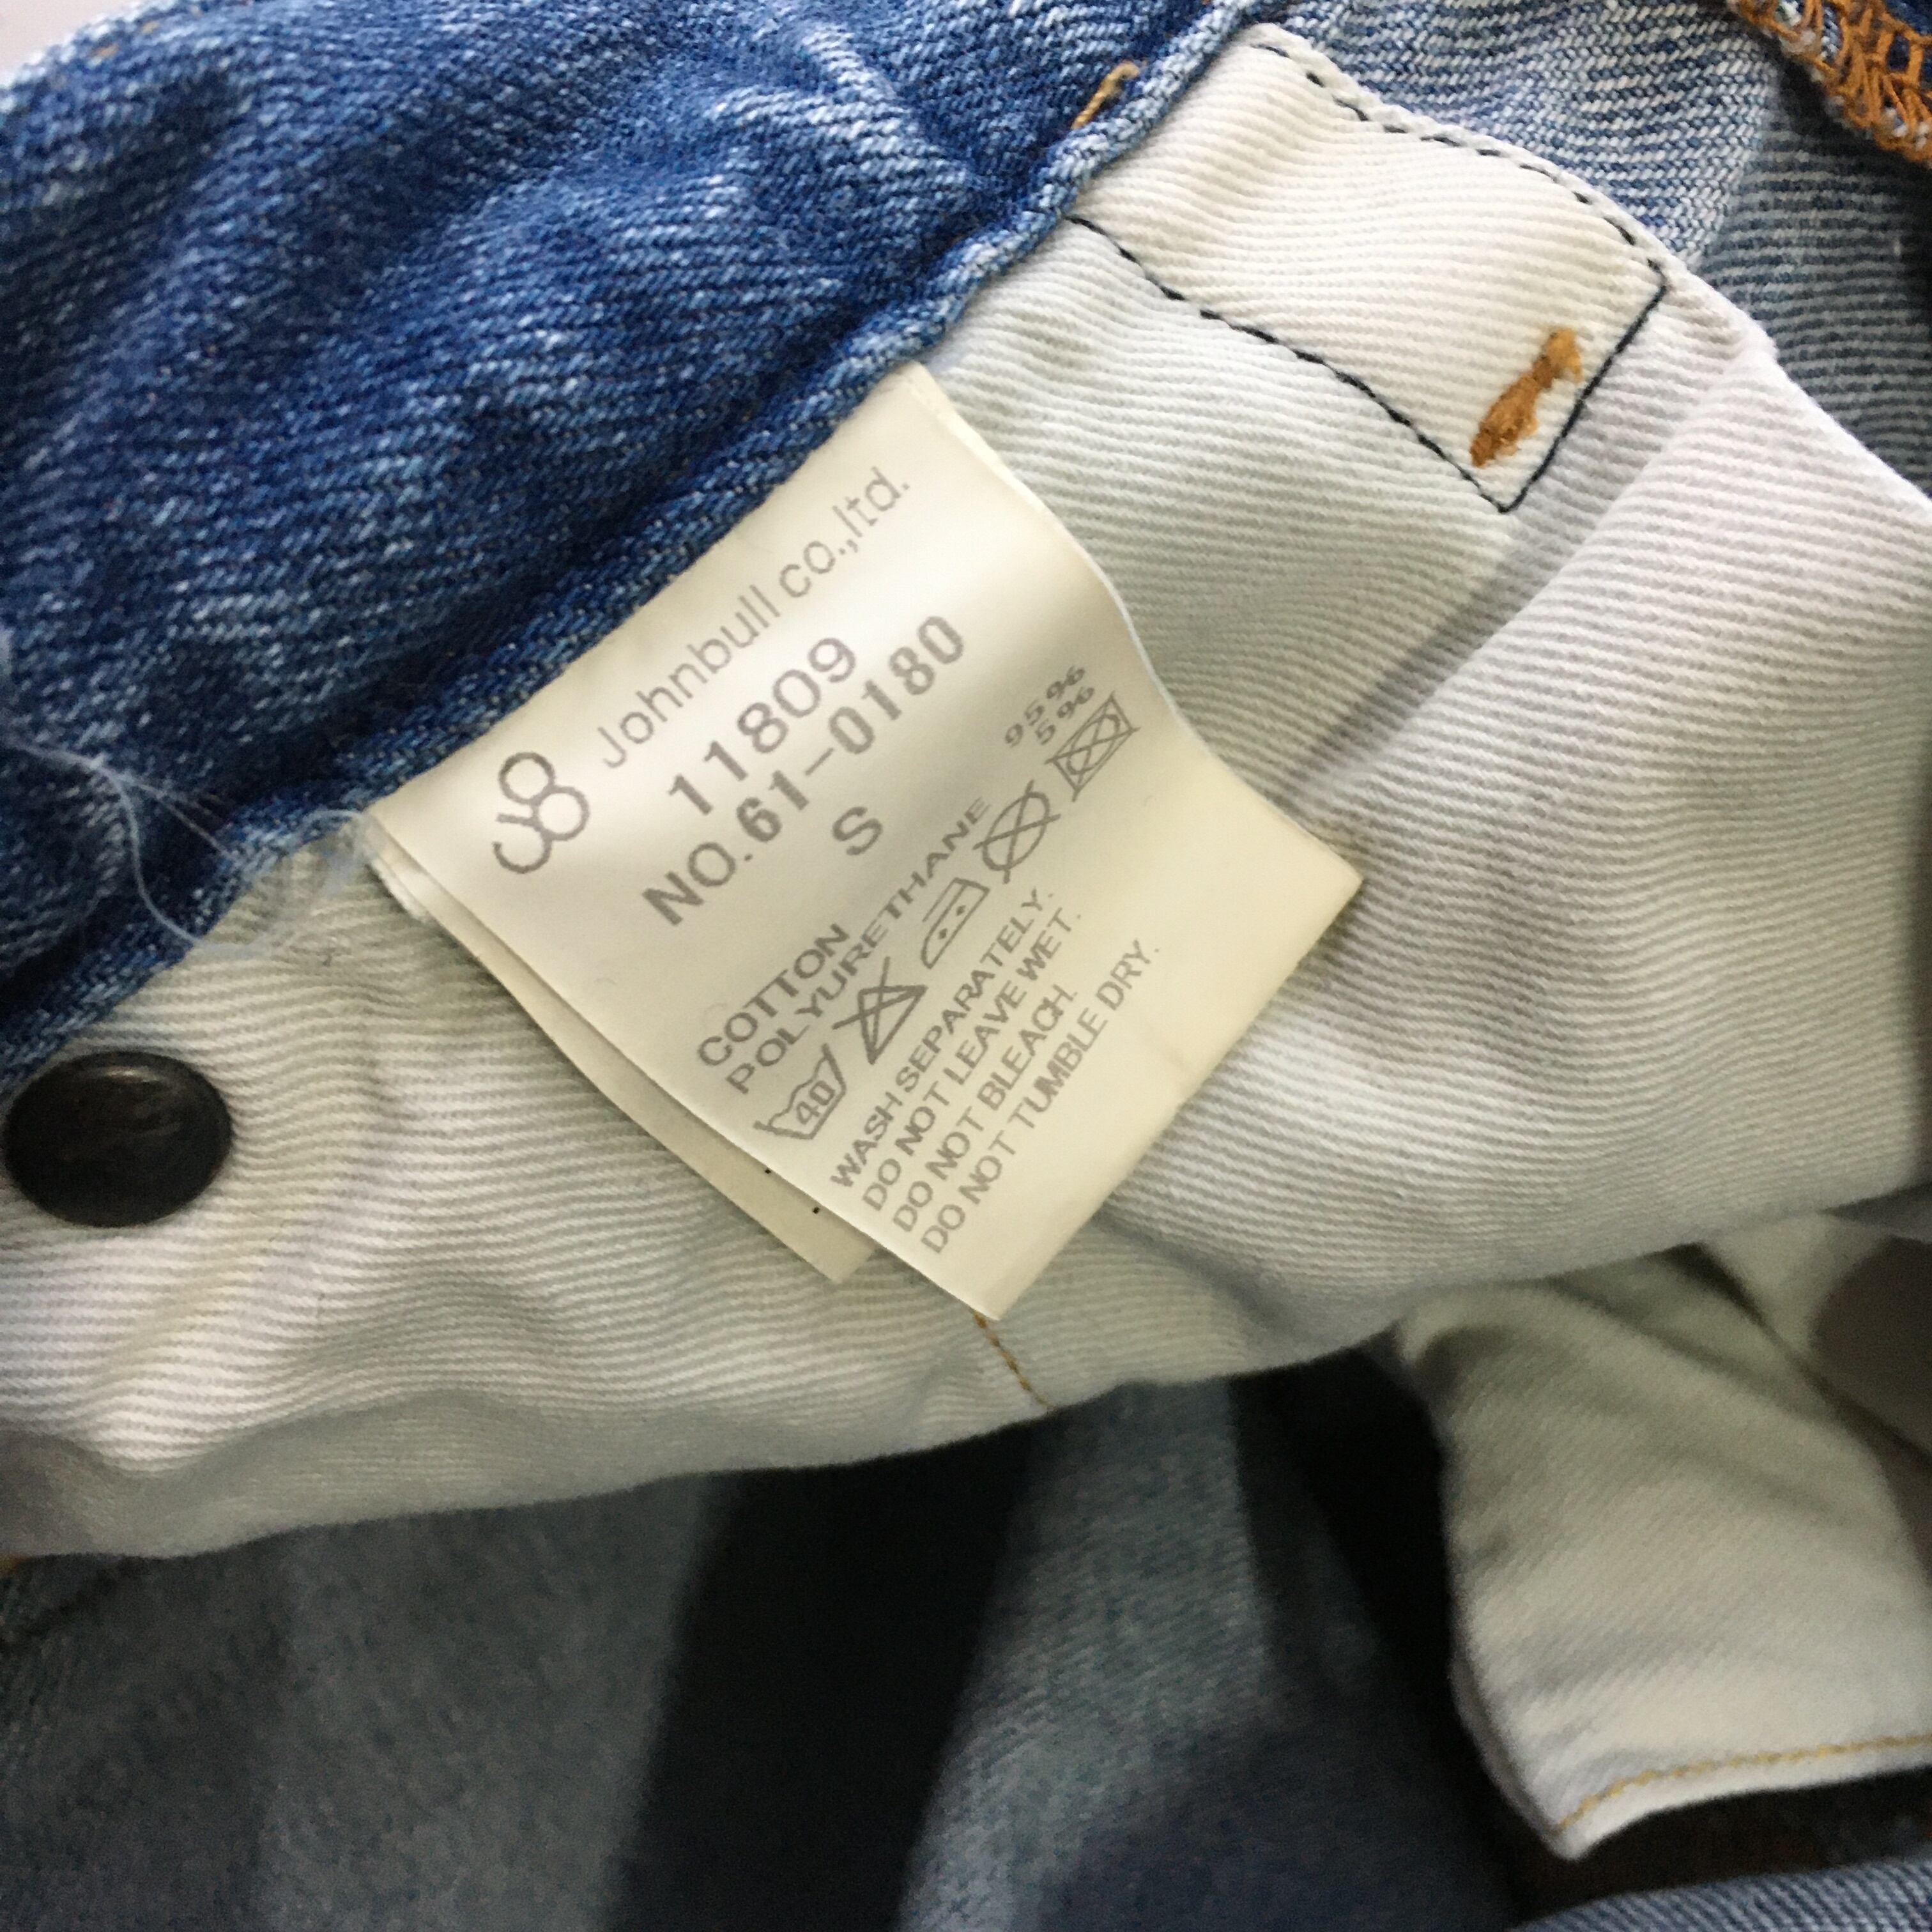 Johnbull co.,ltd.
11809
NO.61-0180
S
COTTON 95%
POLYURETHANE 5%
40
WASH SEPARATELY.
DO NOT LEAVE WET.
DO NOT BLEACH.
DO NOT TUMBLE DRY.